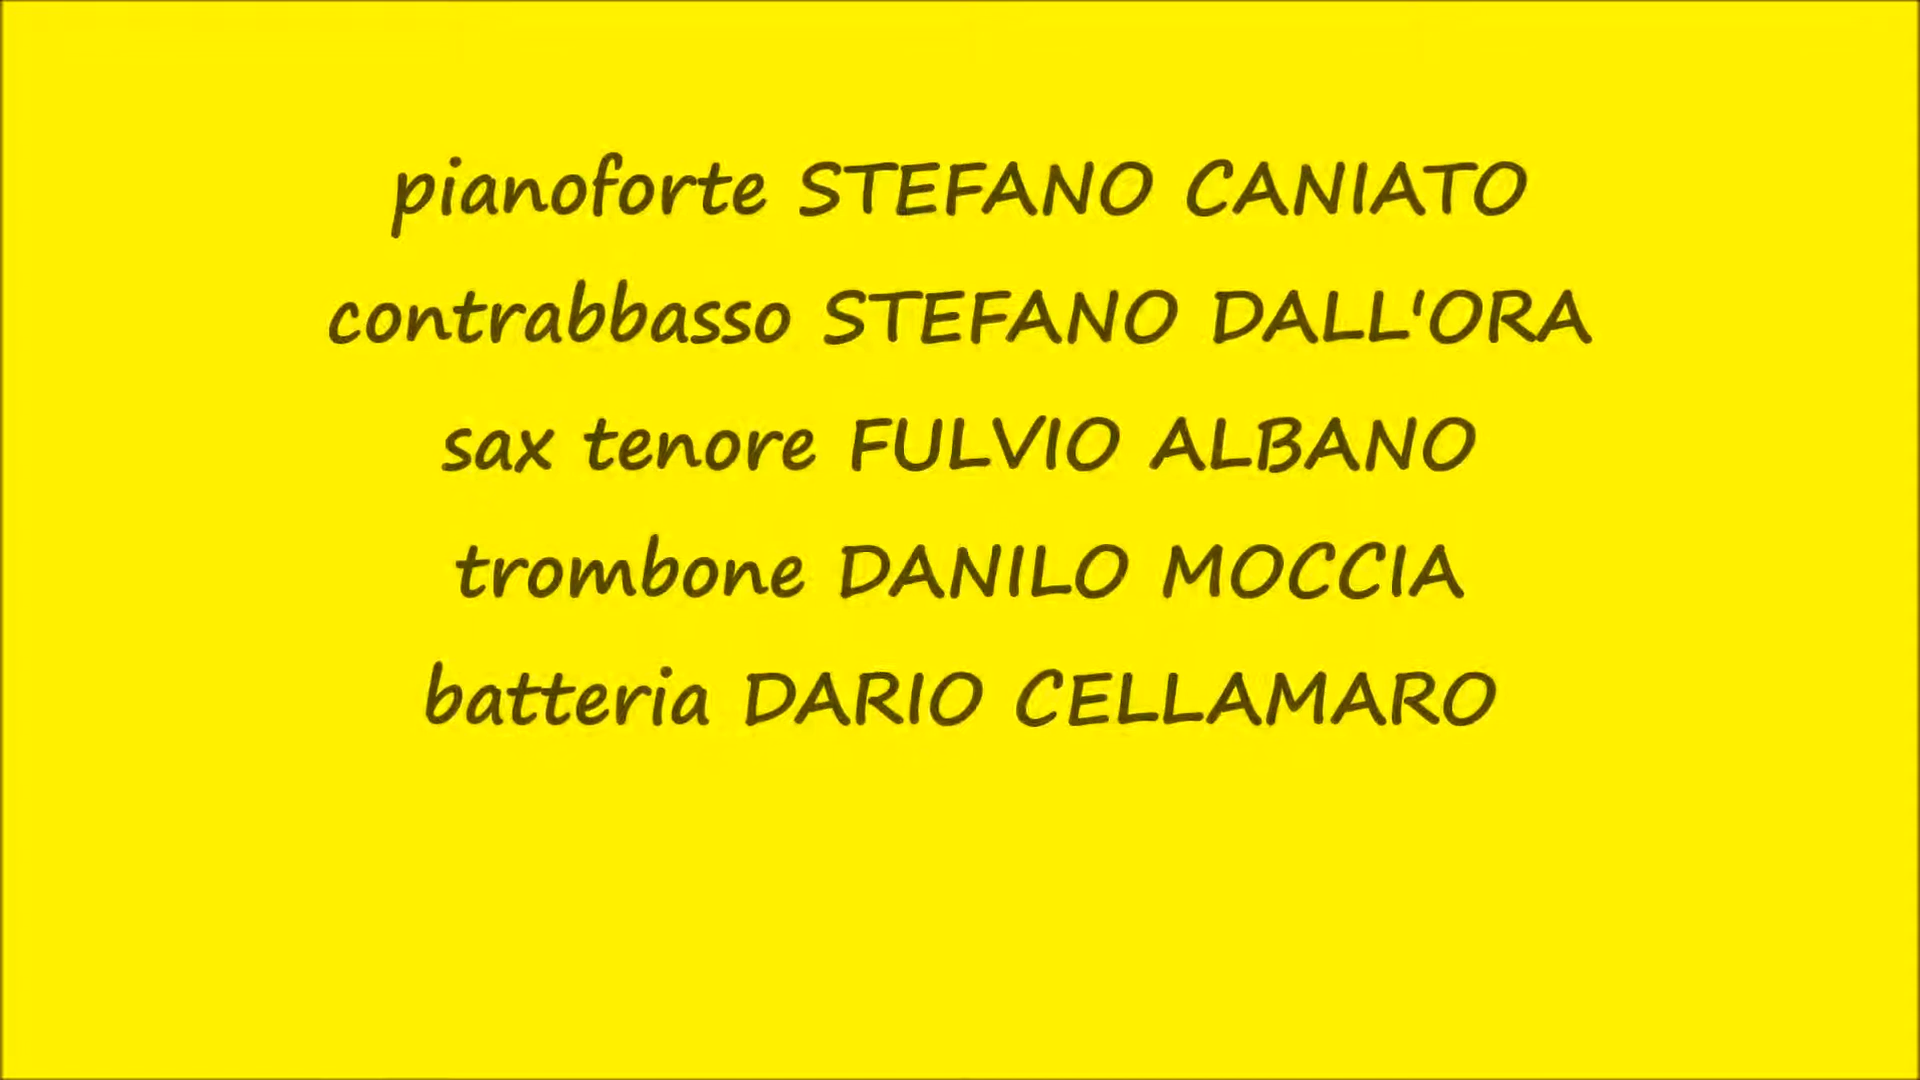 pianoforte STEFANO CANIATO
contrabbasso STEFANO DALL'ORA
sax tenore FULVIO ALBANO
trombone DANILO MOCCIA
batteria DARIO CELLAMARO